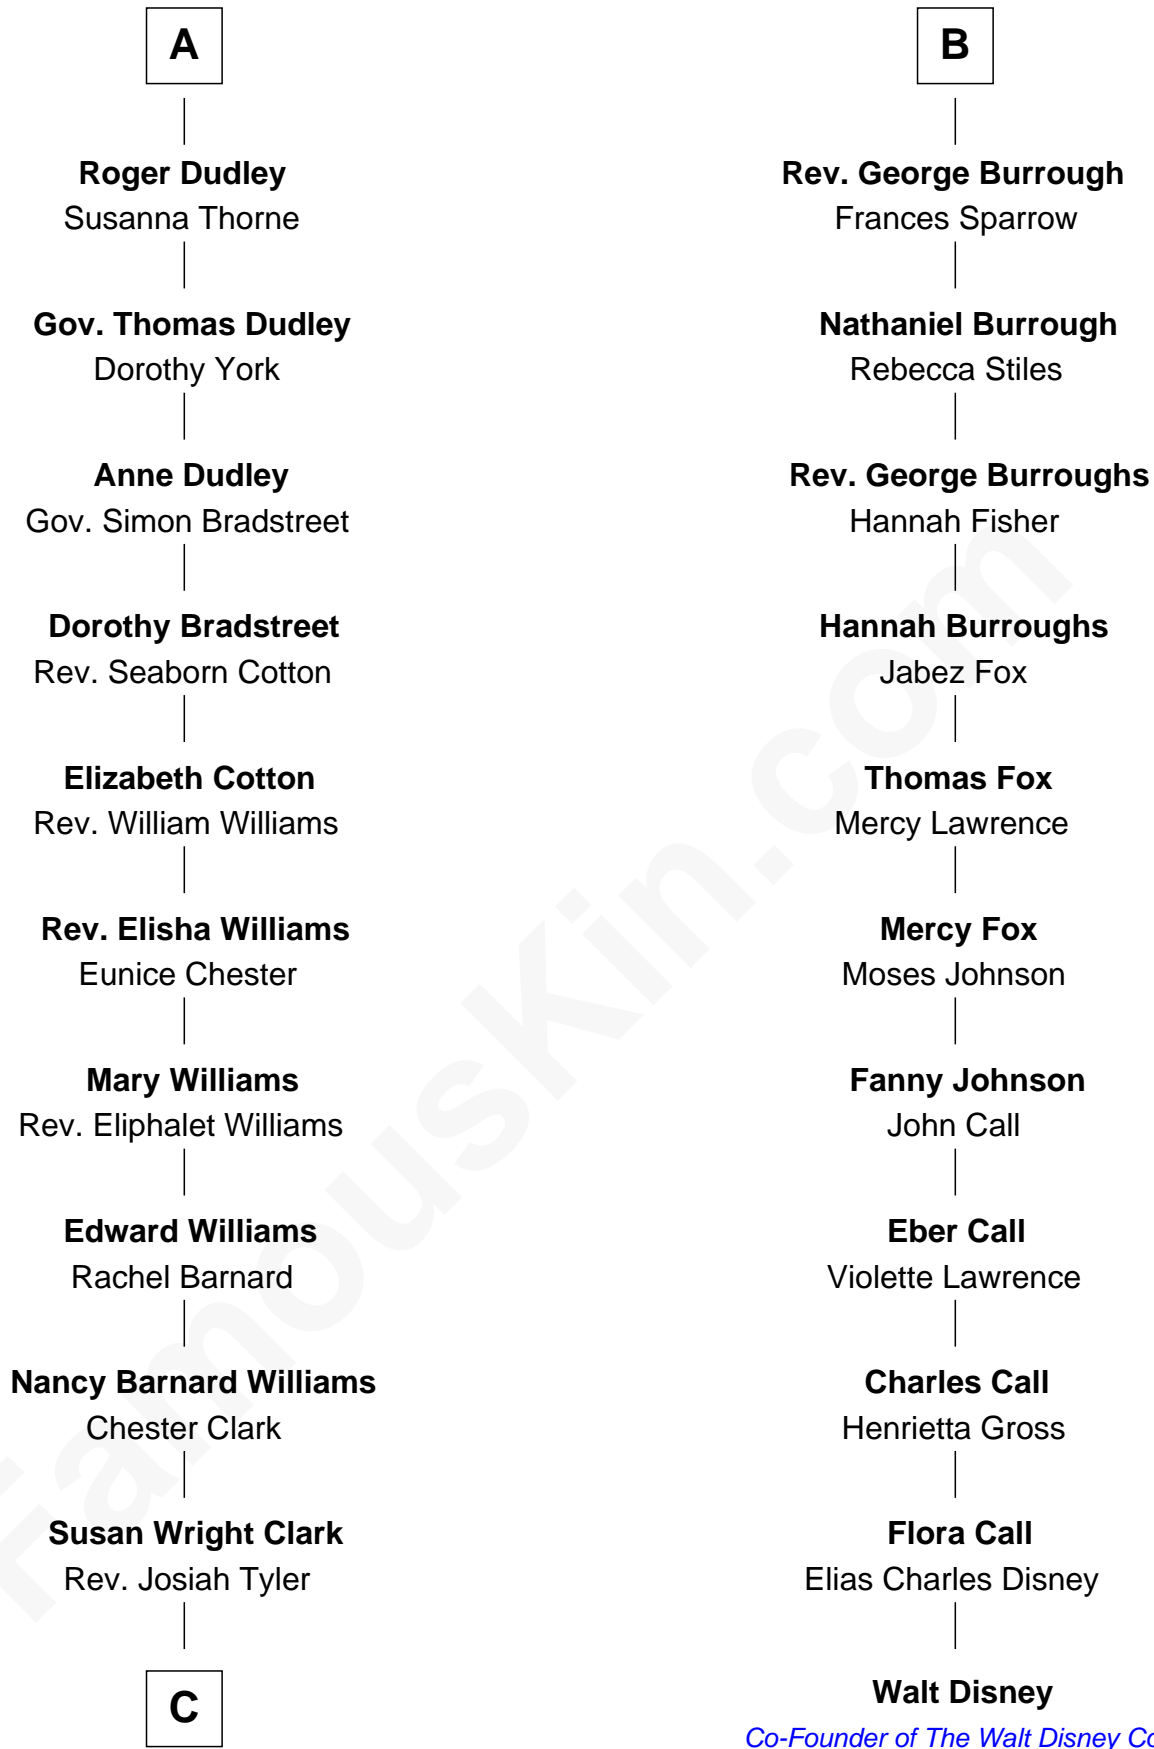 A
Roger Dudley
Susanna Thorne
Gov. Thomas Dudley
Dorothy York
Anne Dudley
Gov. Simon Bradstreet
Dorothy Bradstreet
Rev. Seaborn Cotton
Elizabeth Cotton
Rev. William Williams
Rev. Elisha Williams
Eunice Chester
Mary Williams
Rev. Eliphalet Williams
Edward Williams
Rachel Barnard
Nancy Barnard Williams
Chester Clark
Susan Wright Clark
Rev. Josiah Tyler
C
B
Rev. George Burrough
Frances Sparrow
Nathaniel Burrough
Rebecca Stiles
Rev. George Burroughs
Hannah Fisher
Hannah Burroughs
Jabez Fox
Thomas Fox
Mercy Lawrence
Mercy Fox
Moses Johnson
Fanny Johnson
John Call
Eber Call
Violette Lawrence
Charles Call
Henrietta Gross
Flora Call
Elias Charles Disney
Walt Disney
Co-Founder of The Walt Disney Co
FamousKin.com